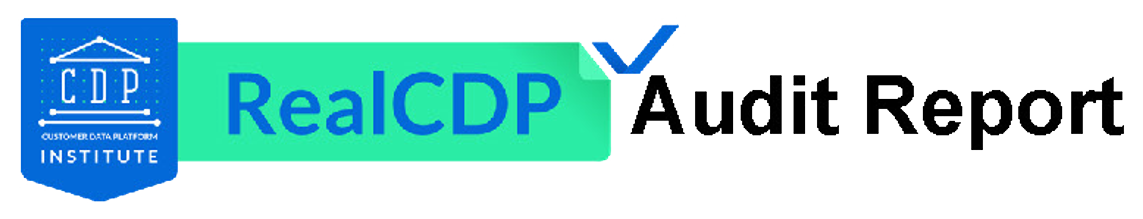 CDP
CUSTOMER DATA PLATFORM
INSTITUTE
RealCDP
Audit Report